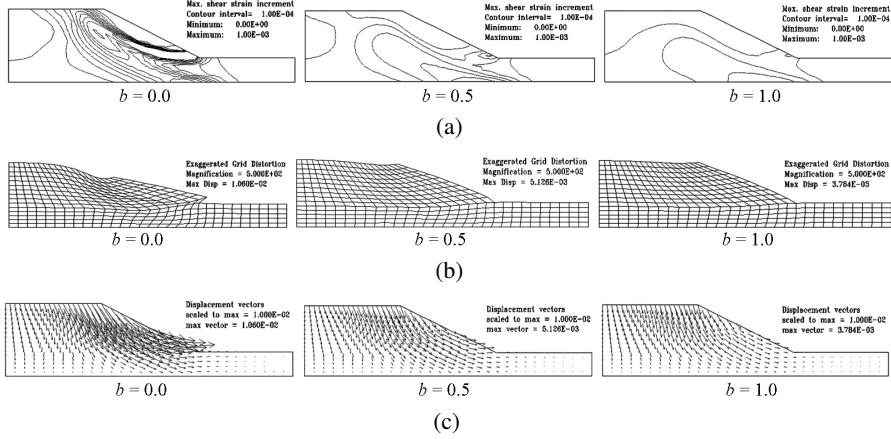 Max. shear strain increment
Contour interval= 1.00E-04
Minimum: 0.00E+00
Maximum: 1.00E-03
b = 0.0
Max. shear strain increment
Contour interval= 1.00E-04
Minimum: 0.00E+00
Maximum: 1.00E-03
b = 0.5
Max. shear strain increment
Contour interval= 1.00E-04
Minimum: 0.00E+00
Maximum: 1.00E-03
b = 1.0
(a)
Exaggerated Grid Distortion
Magnification = 5.000E+02
Max Disp = 1.060E-02
b = 0.0
Exaggerated Grid Distortion
Magnification = 5.000E+02
Max Disp = 5.126E-03
b = 0.5
Exaggerated Grid Distortion
Magnification = 5.000E+02
Max Disp = 3.784E-03
b = 1.0
(b)
Displacement vectors
scaled to max = 1.000E-02
max vector = 1.060E-02
b = 0.0
Displacement vectors
scaled to max = 1.000E-02
max vector = 5.126E-03
b = 0.5
Displacement vectors
scaled to max = 1.000E-02
max vector = 3.784E-03
b = 1.0
(c)